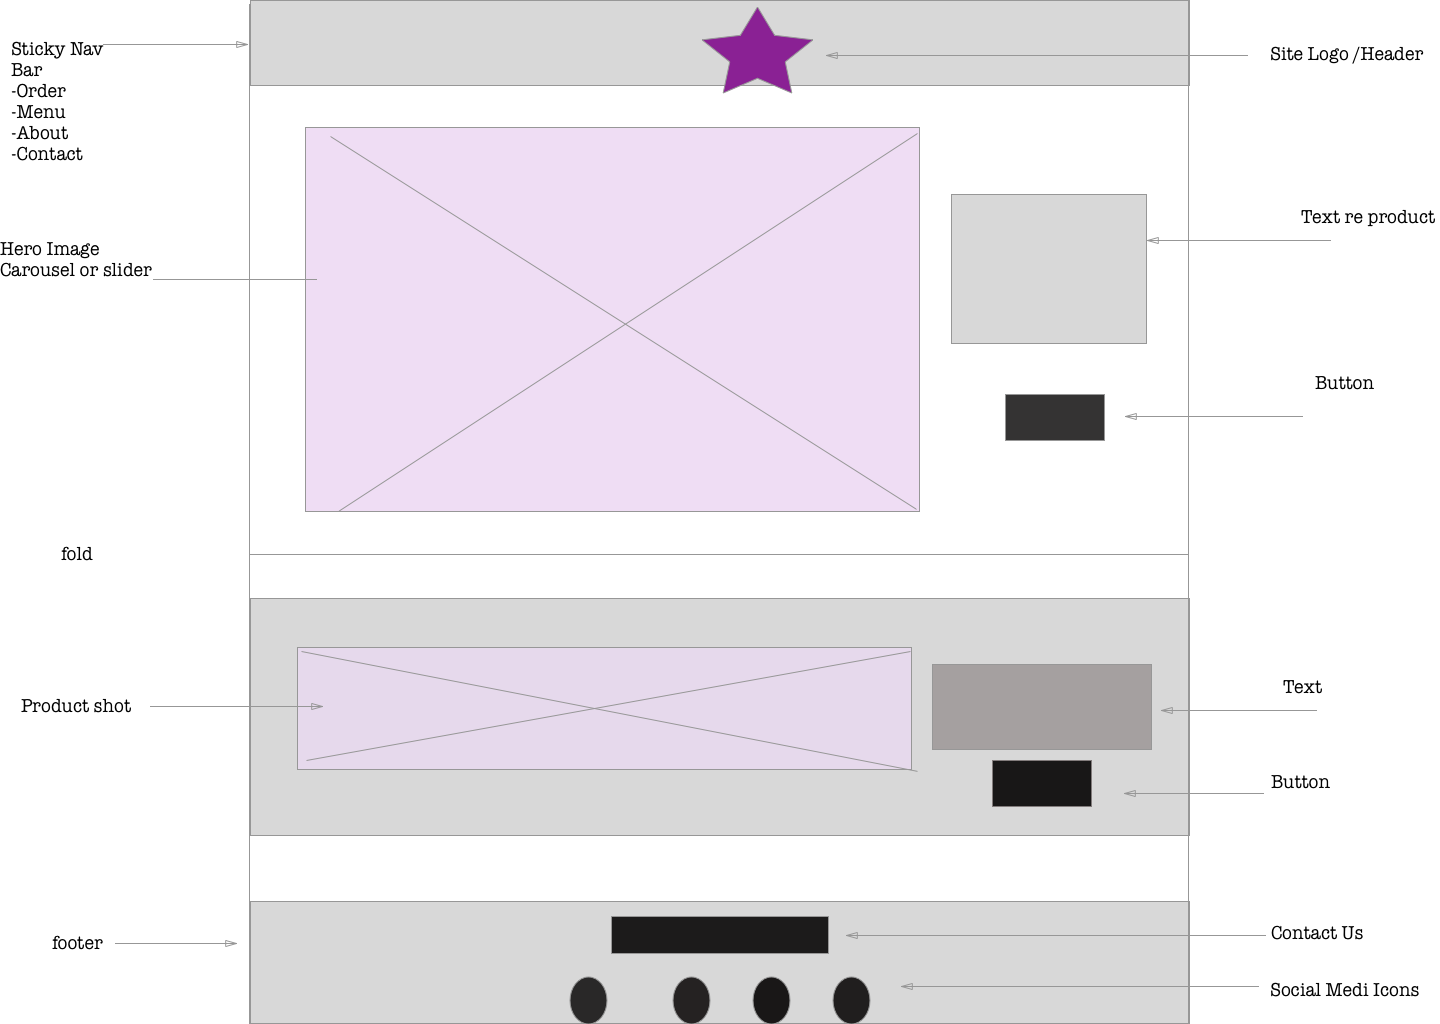 Sticky Nav
Bar
-Order
-Menu
-About
-Contact
Site Logo /Header
Hero Image
Carousel or slider
Text re product
Button
fold
Product shot
Text
Button
footer
Contact Us
Social Medi Icons